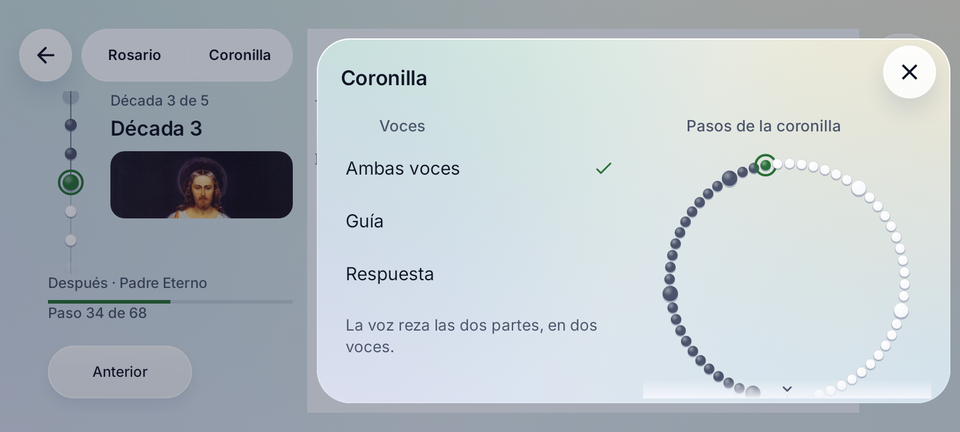 Rosario
Coronilla
Década 3 de 5
Década 3
Después · Padre Eterno
Paso 34 de 68
Anterior
Coronilla
Voces
Ambas voces
Guía
Respuesta
La voz reza las dos partes, en dos
voces.
Pasos de la coronilla